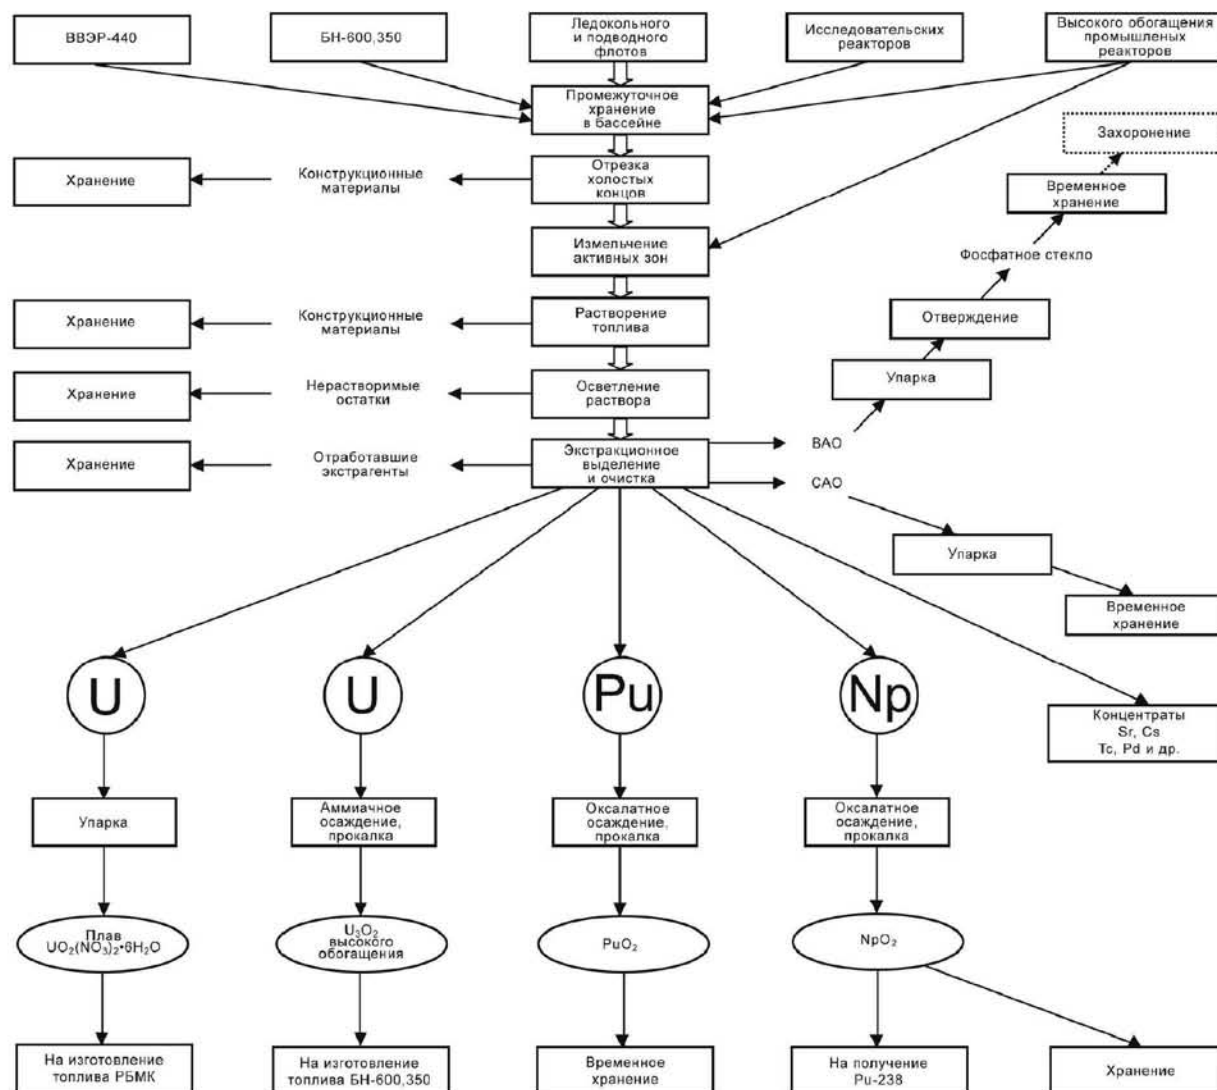 ВВЭР-440
БН-600,350
Ледокольного
и подводного
флотов
Исследовательских
реакторов
Высокого обогащения
промышленых
реакторов
Промежуточное
хранение
в бассейне
Захоронение
Хранение
Конструкционные
материалы
Отрезка
холостых
концов
Временное
хранение
Измельчение
активных зон
Фосфатное стекло
Хранение
Конструкционные
материалы
Растворение
топлива
Отверждение
Хранение
Нерастворимые
остатки
Осветление
раствора
Упарка
Хранение
Отработавшие
экстрагенты
Экстракционное
выделение
и очистка
ВАО
САО
Упарка
Временное
хранение
U
U
Pu
Np
Концентраты
Sr, Cs
Tc, Pd и др.
Упарка
Аммиачное
осаждение,
прокалка
Оксалатное
осаждение,
прокалка
Оксалатное
осаждение,
прокалка
Плав
UO₂(NO₃)₂•6H₂O
U₃O₂
высокого
обогащения
PuO₂
NpO₂
На изготовление
топлива РБМК
На изготовление
топлива БН-600,350
Временное
хранение
На получение
Pu-238
Хранение